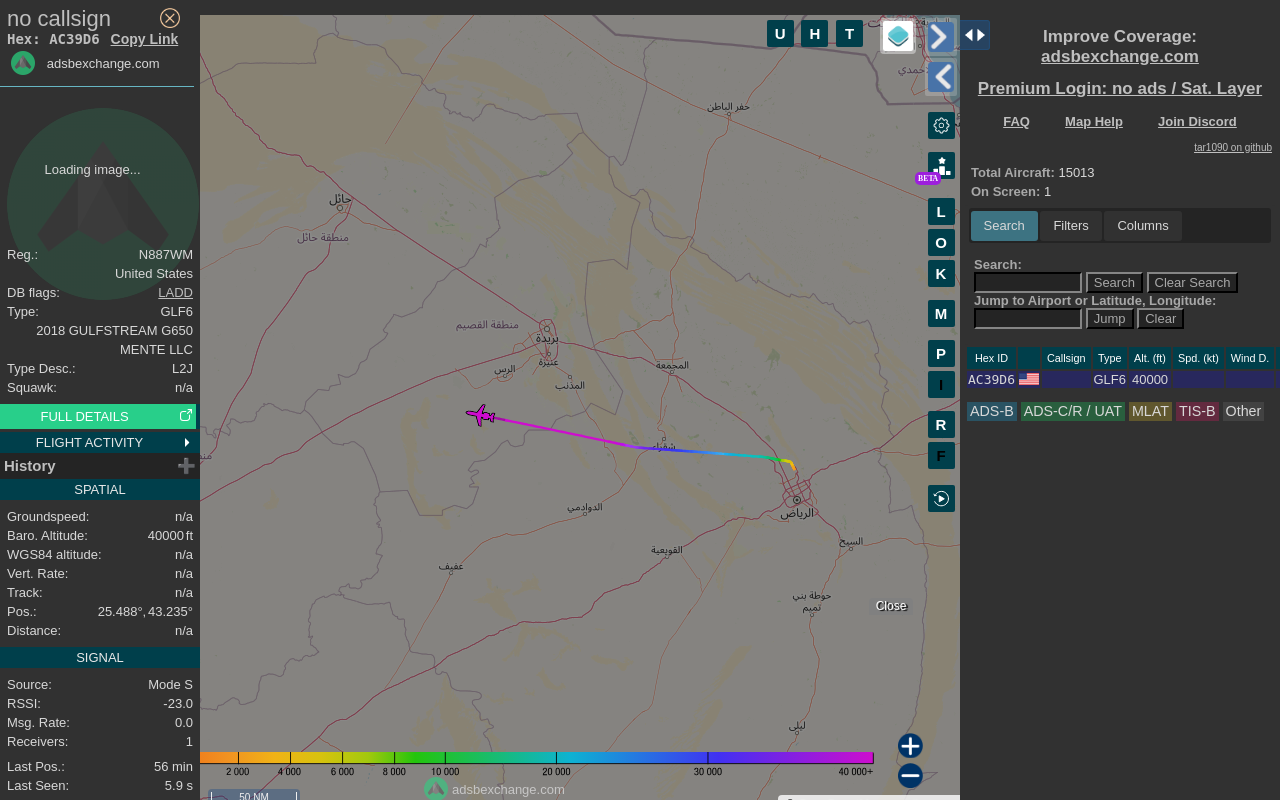 no callsign
Hex: AC39D6 Copy Link
adsbexchange.com
Loading image...
Reg.: N887WM
United States
DB flags: LADD
Type: GLF6
2018 GULFSTREAM G650
MENTE LLC
Type Desc.: L2J
Squawk: n/a
FULL DETAILS
FLIGHT ACTIVITY
History
SPATIAL
Groundspeed: n/a
Baro. Altitude: 40000 ft
WGS84 altitude: n/a
Vert. Rate: n/a
Track: n/a
Pos.: 25.488°, 43.235°
Distance: n/a
SIGNAL
Source: Mode S
RSSI: -23.0
Msg. Rate: 0.0
Receivers: 1
Last Pos.: 56 min
Last Seen: 5.9 s
U H T
حفر الباطن
حائل
منطقة حائل
منطقة القصيم
بريدة
عنيزة
الرس
المذنب
المجمعة
شقراء
الرياض
الدوادمي
القويعية
السيح
عفيف
حوطة بني
تميم
ليلى
BETA
L
O
K
M
P
I
R
F
Close
2 000 4 000 6 000 8 000 10 000 20 000 30 000 40 000+
adsbexchange.com
50 NM
Improve Coverage:
adsbexchange.com
Premium Login: no ads / Sat. Layer
FAQ Map Help Join Discord
tar1090 on github
Total Aircraft: 15013
On Screen: 1
Search Filters Columns
Search:
Search Clear Search
Jump to Airport or Latitude, Longitude:
Jump Clear
Hex ID Callsign Type Alt. (ft) Spd. (kt) Wind D.
AC39D6 GLF6 40000
ADS-B ADS-C/R / UAT MLAT TIS-B Other